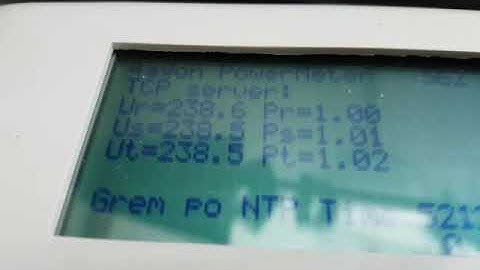 PowerMeter
TCP server:
Ur=238.6 Pr=1.00
Us=238.5 Ps=1.01
Ut=238.5 Pt=1.02
Grem po NTP